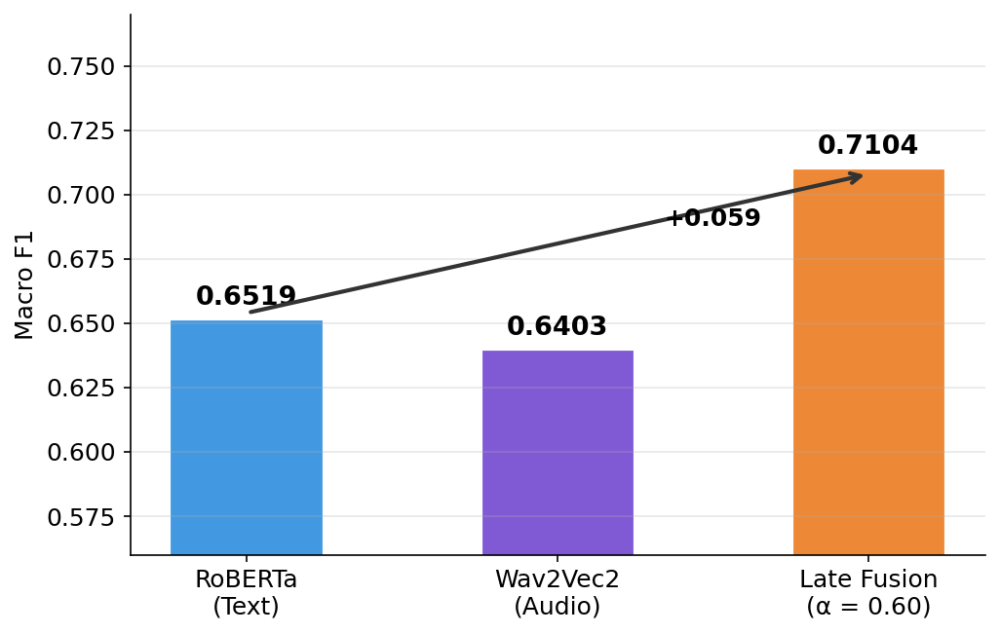 0.750
0.725
0.700
0.675
0.650
0.625
0.600
0.575
Macro F1
0.6519
0.6403
0.7104
+0.059
RoBERTa
(Text)
Wav2Vec2
(Audio)
Late Fusion
(α = 0.60)